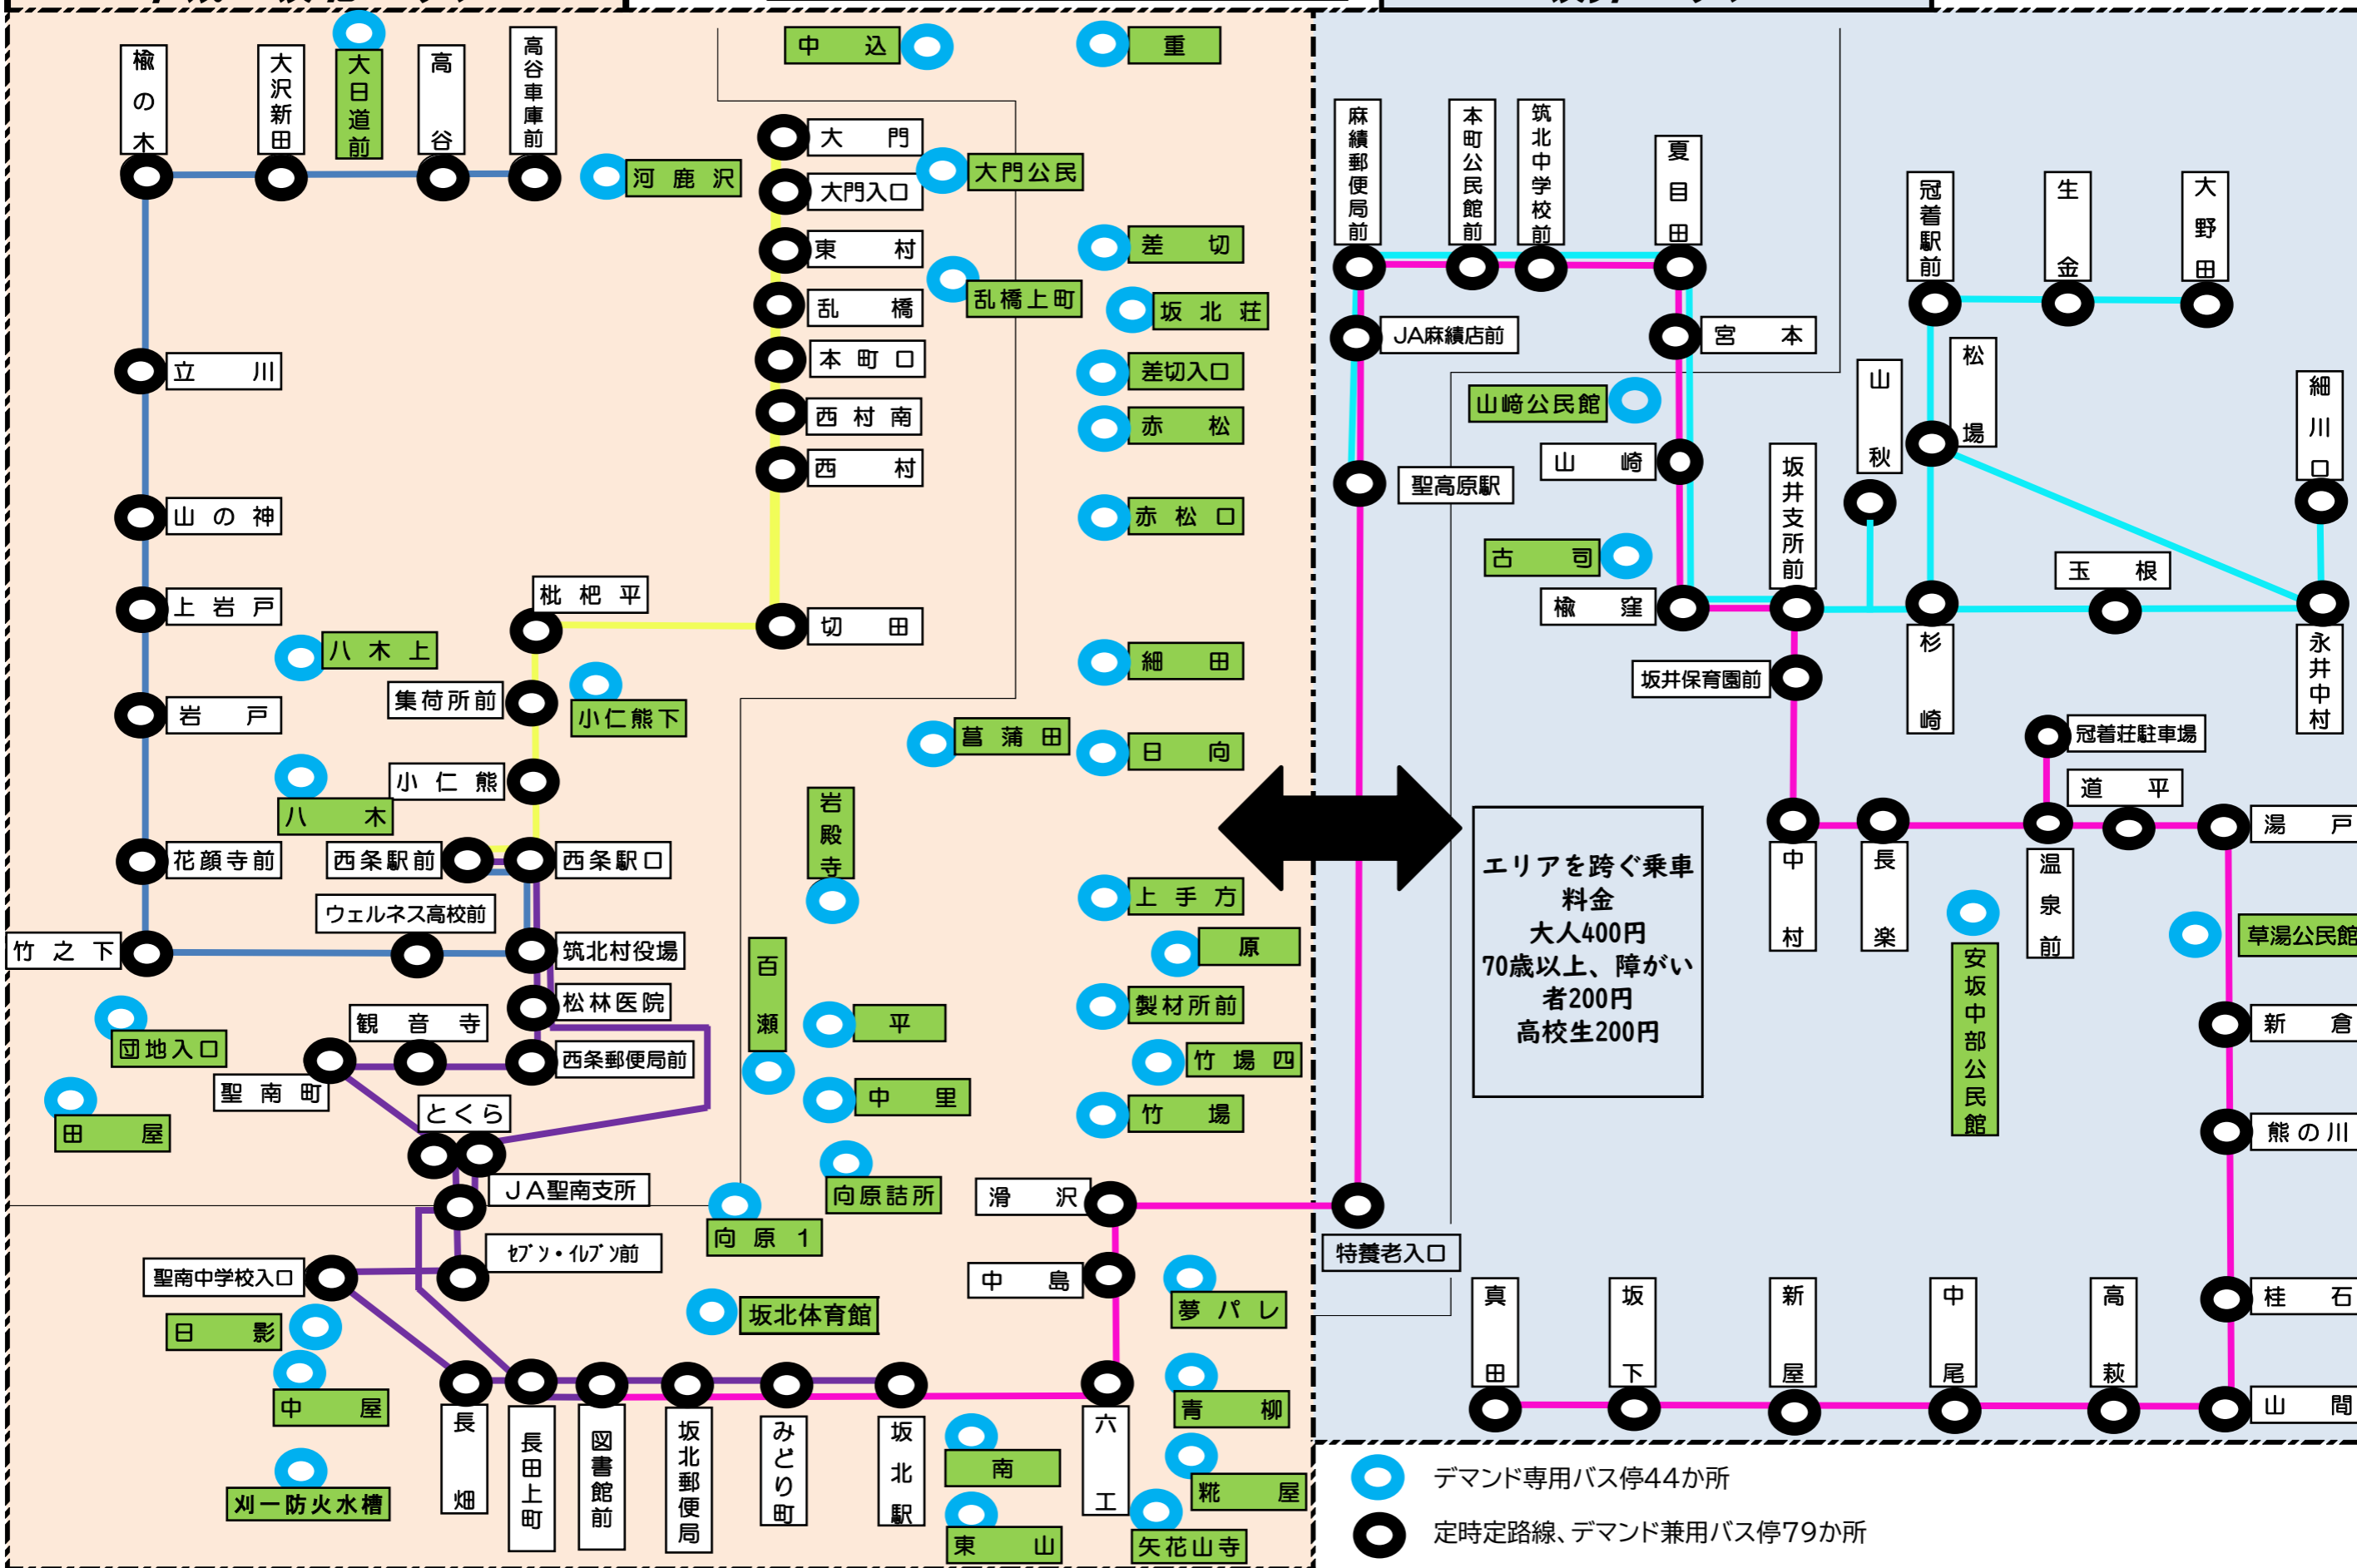 楡の木
大沢新田
大日道前
高谷
高谷車庫前
河鹿沢
中込
重
大門
大門公民
大門入口
東村
乱橋
乱橋上町
本町口
西村南
西村
差切
坂北荘
差切入口
赤松
赤松口
立川
山の神
上岩戸
岩戸
花顔寺前
竹之下
枇杷平
切田
八木上
集荷所前
小仁熊下
小仁熊
八木
西条駅前
西条駅口
ウェルネス高校前
筑北村役場
松林医院
観音寺
西条郵便局前
聖南町
団地入口
田屋
とくら
JA聖南支所
セブン・イレブン前
聖南中学校入口
日影
中屋
刈一防火水槽
細田
菖蒲田
日向
岩殿寺
上手方
原
百瀬
平
製材所前
竹場四
中里
竹場
向原詰所
向原1
滑沢
中島
坂北体育館
夢パレ
青柳
糀屋
南
東山
矢花山寺
長畑
長田上町
図書館前
坂北郵便局
みどり町
坂北駅
六工
麻績郵便局前
本町公民館前
筑北中学校前
夏目田
JA麻績店前
宮本
聖高原駅
山﨑公民館
山崎
古司
楡窪
坂井支所前
冠着駅前
生金
大野田
松場
山秋
細川口
玉根
杉崎
永井中村
坂井保育園前
冠着荘駐車場
道平
湯戸
中村
長楽
温泉前
安坂中部公民館
草湯公民館
新倉
熊の川
桂石
山間
エリアを跨ぐ乗車
料金
大人400円
70歳以上、障がい
者200円
高校生200円
特養老入口
真田
坂下
新屋
中尾
高萩
デマンド専用バス停44か所
定時定路線、デマンド兼用バス停79か所